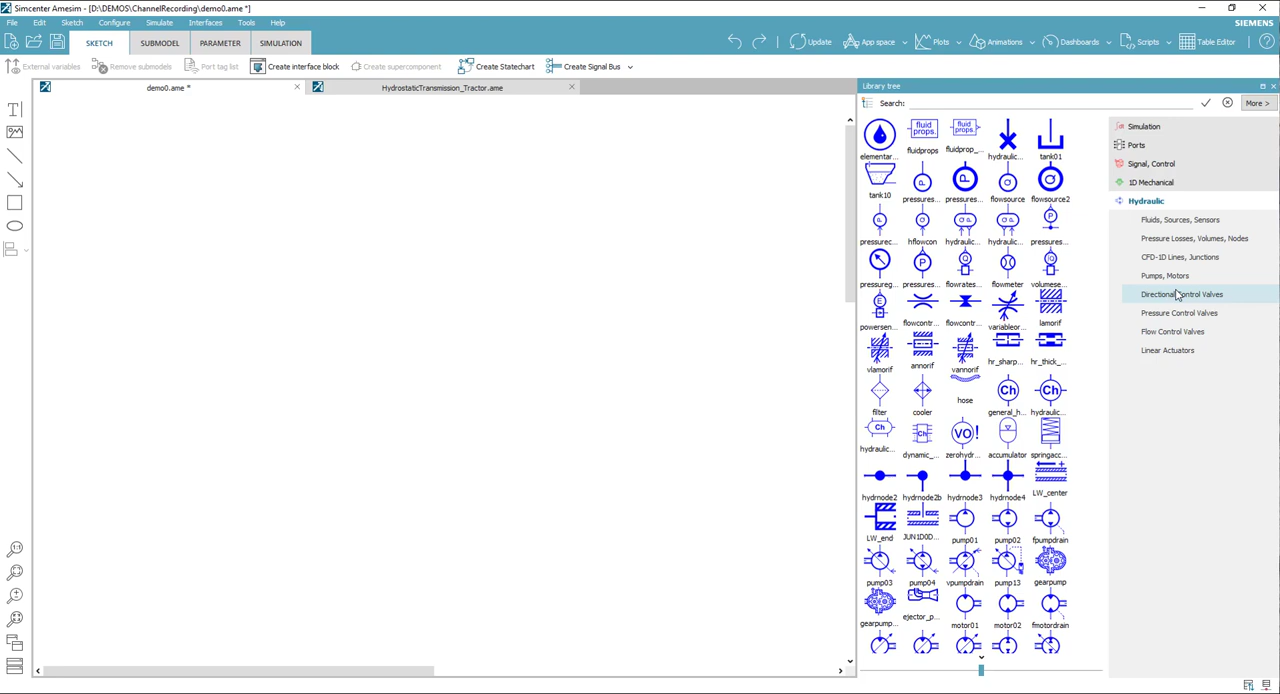 Simcenter Amesim - [D:\DEMOS\ChannelRecording\demo0.ame *]
File Edit Sketch Configure Simulate Interfaces Tools Help
SIEMENS
SKETCH SUBMODEL PARAMETER SIMULATION
Update App space Plots Animations Dashboards Scripts Table Editor
External variables Remove submodels Port tag list Create interface block Create supercomponent Create Statechart Create Signal Bus
demo0.ame * HydrostaticTransmission_Tractor.ame
Library tree
Search: More >
fluid props. fluid props.
elementar... fluidprops fluidprop_... hydraulic... tank01
tank10 pressures... pressures... flowsource flowsource2
pressurec... hflowcon hydraulic... hydraulic... pressures...
pressureg... pressures... flowrates... flowmeter volumese...
powersen... flowcontr... flowcontr... variableor... lamorif
vlamorif annorif vannorif hr_sharp... hr_thick_...
filter cooler hose general_h... hydraulic...
hydraulic... dynamic_... zerohydr... accumulator springacc...
hydrnode2 hydrnode2b hydrnode3 hydrnode4 LW_center
LW_end JUN1D0D... pump01 pump02 fpumpdrain
pump03 pump04 vpumpdrain pump13 gearpump
gearpump... ejector_p... motor01 motor02 fmotordrain
Simulation
Ports
Signal, Control
1D Mechanical
Hydraulic
Fluids, Sources, Sensors
Pressure Losses, Volumes, Nodes
CFD-1D Lines, Junctions
Pumps, Motors
Directional Control Valves
Pressure Control Valves
Flow Control Valves
Linear Actuators